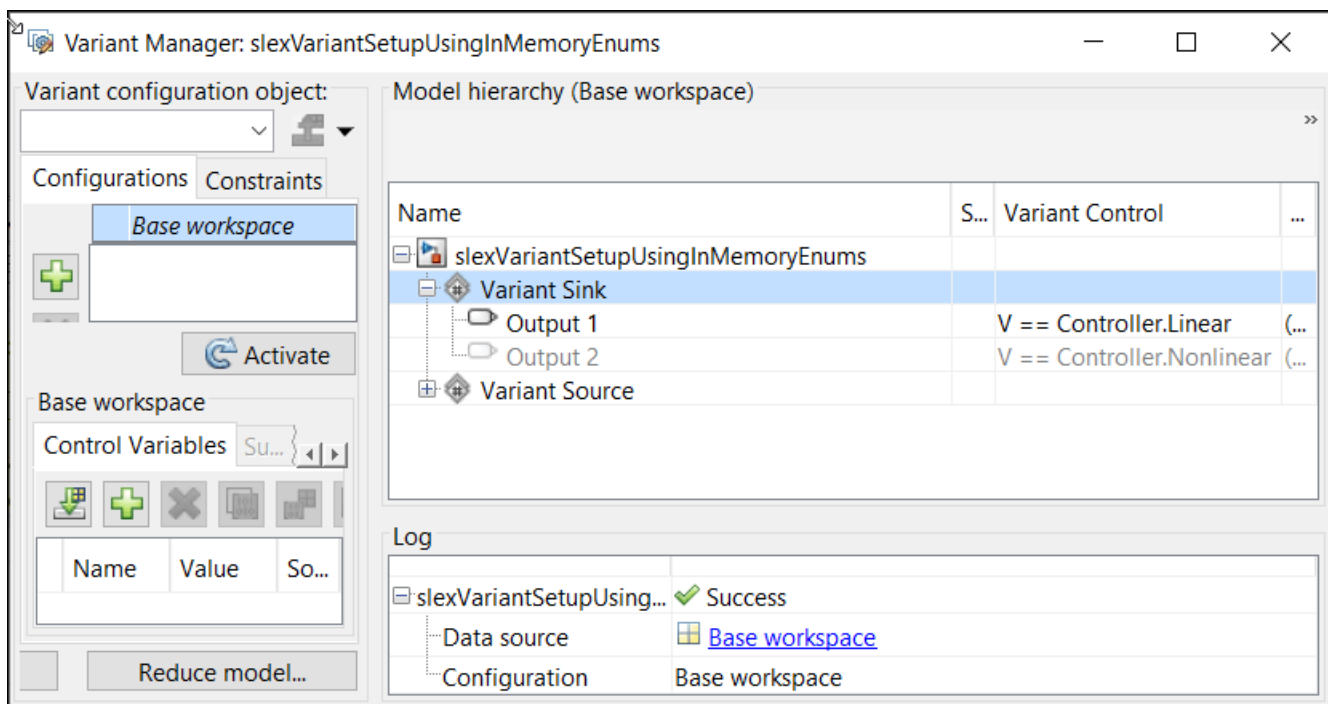 Variant Manager: slexVariantSetupUsingInMemoryEnums
Variant configuration object:
Configurations
Constraints
Base workspace
Activate
Base workspace
Control Variables
Su...
Name
Value
So...
Reduce model...
Model hierarchy (Base workspace)
»
Name
S...
Variant Control
...
slexVariantSetupUsingInMemoryEnums
Variant Sink
Output 1
V == Controller.Linear
(...
Output 2
V == Controller.Nonlinear
(...
Variant Source
Log
slexVariantSetupUsing...
Success
Data source
Base workspace
Configuration
Base workspace